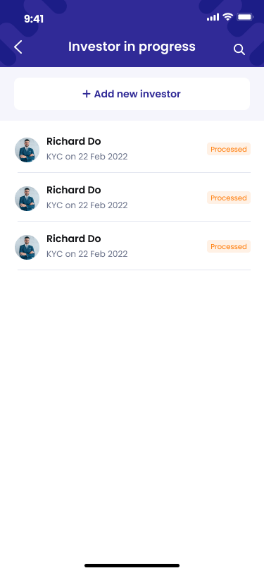 9:41
Investor in progress
+ Add new investor
Richard Do
KYC on 22 Feb 2022
Processed
Richard Do
KYC on 22 Feb 2022
Processed
Richard Do
KYC on 22 Feb 2022
Processed